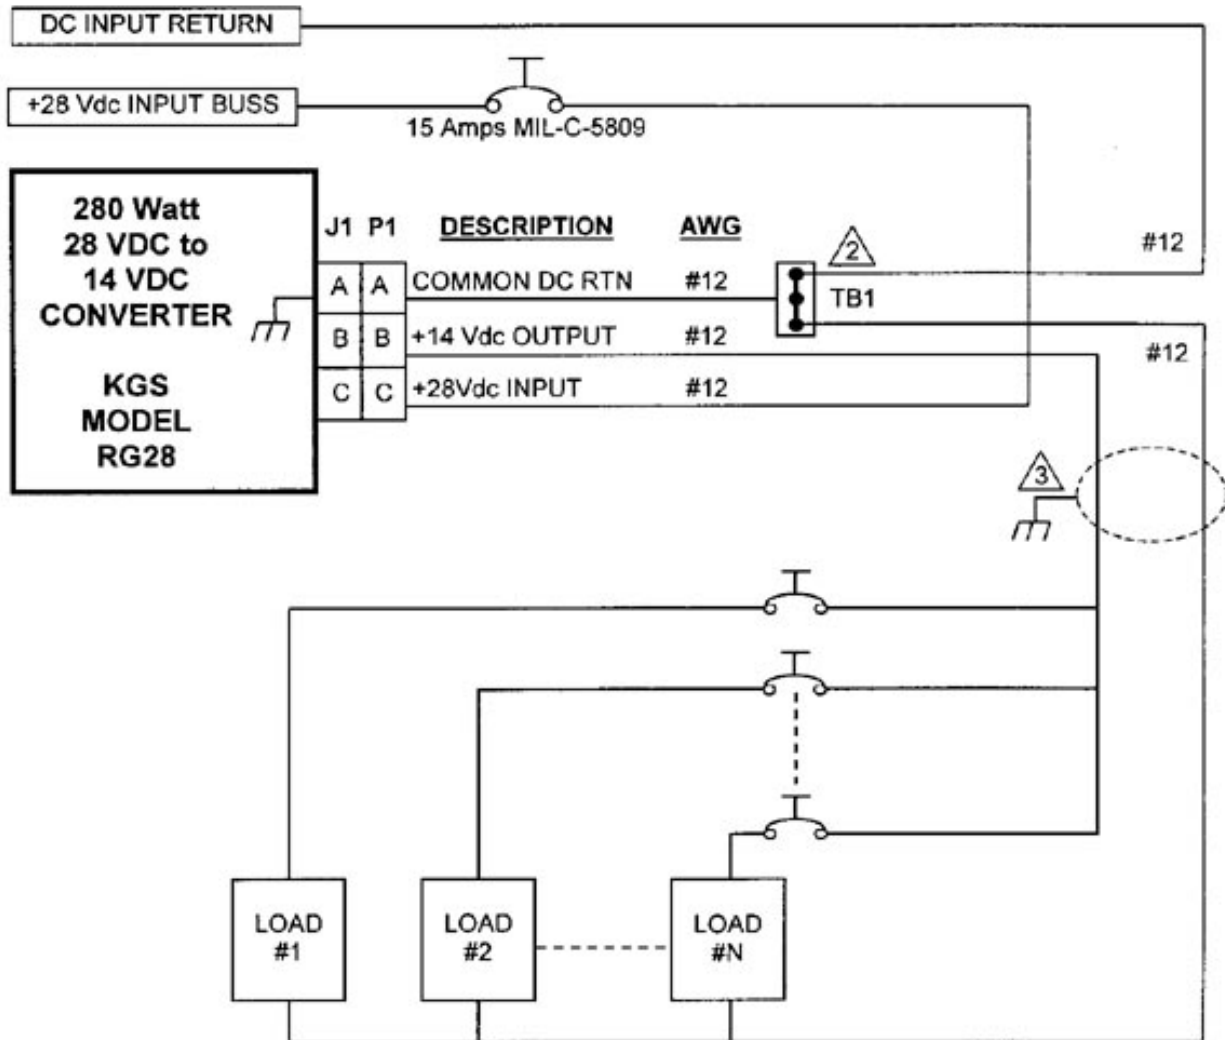 DC INPUT RETURN
+28 Vdc INPUT BUSS
15 Amps MIL-C-5809
280 Watt
28 VDC to
14 VDC
CONVERTER
KGS
MODEL
RG28
J1 P1 DESCRIPTION AWG
A A COMMON DC RTN #12
B B +14 Vdc OUTPUT #12
C C +28Vdc INPUT #12
2
TB1
#12
#12
3
LOAD
#1
LOAD
#2
LOAD
#N